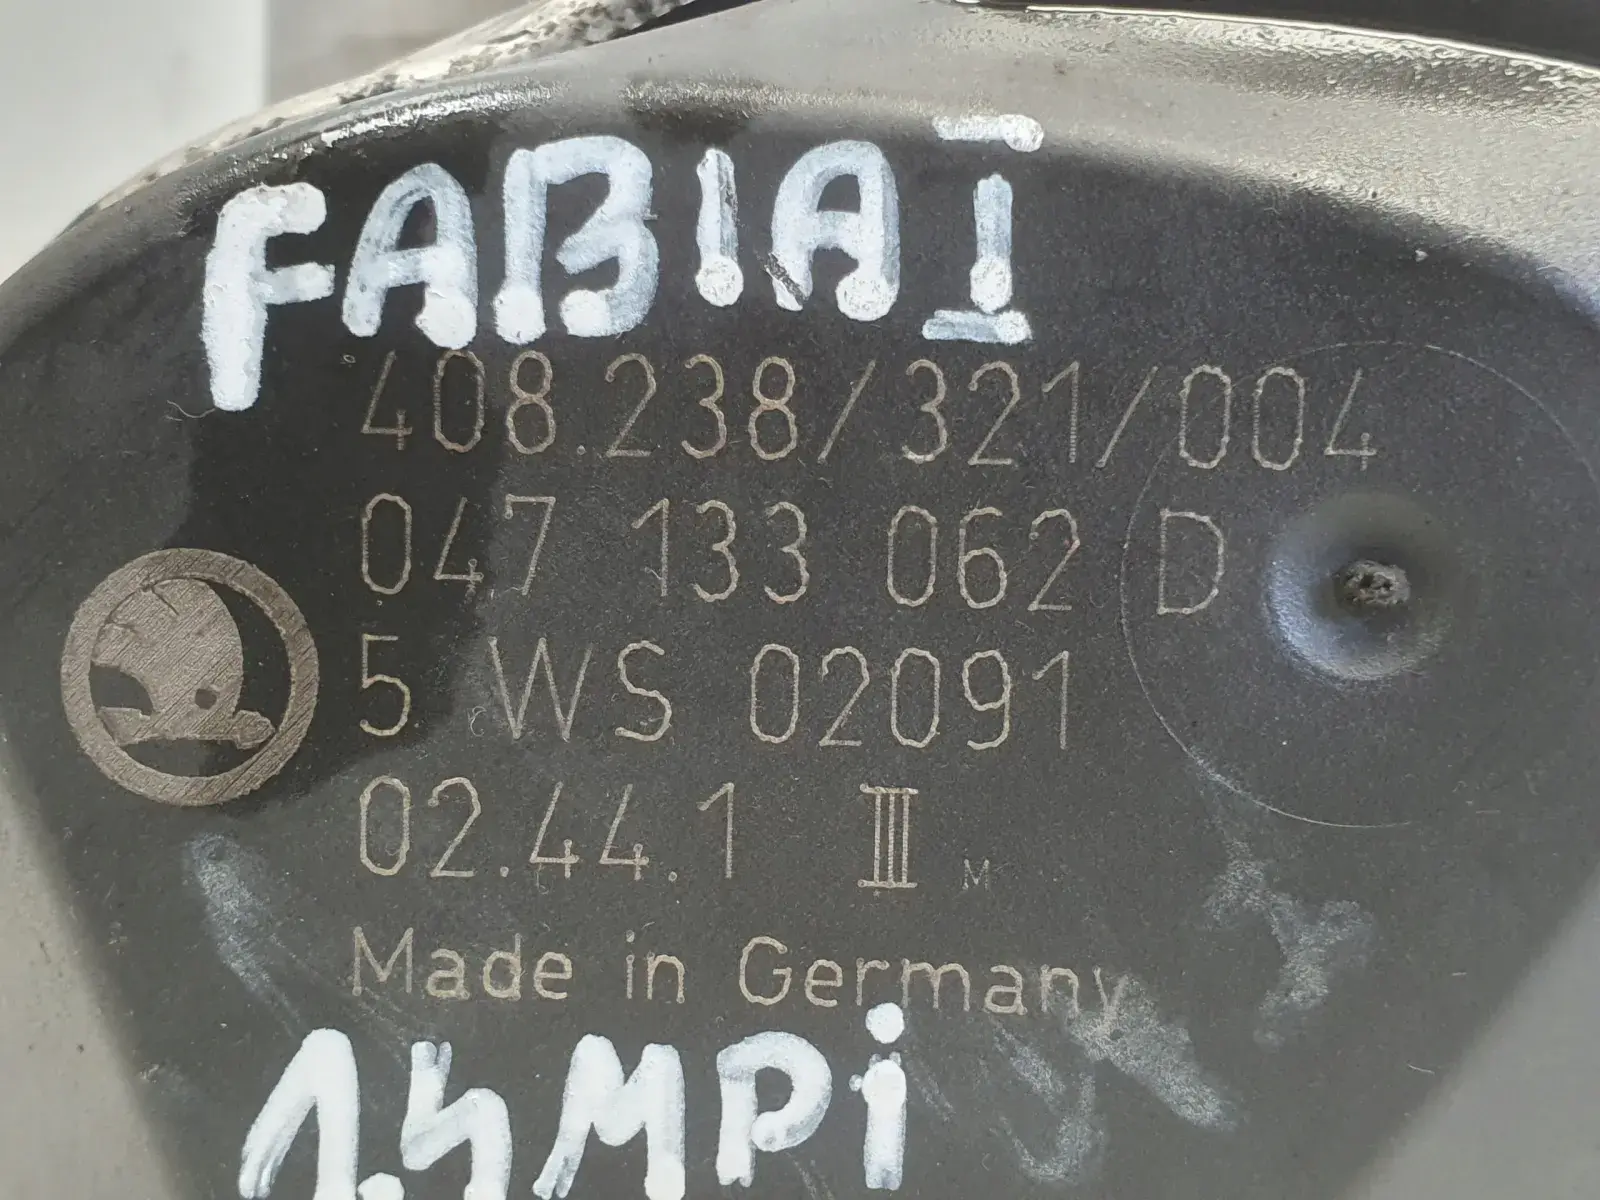 FABIA I
408.238/321/004
047 133 062 D
5 WS 02091
02.44.1 III M
Made in Germany
1.4MPi